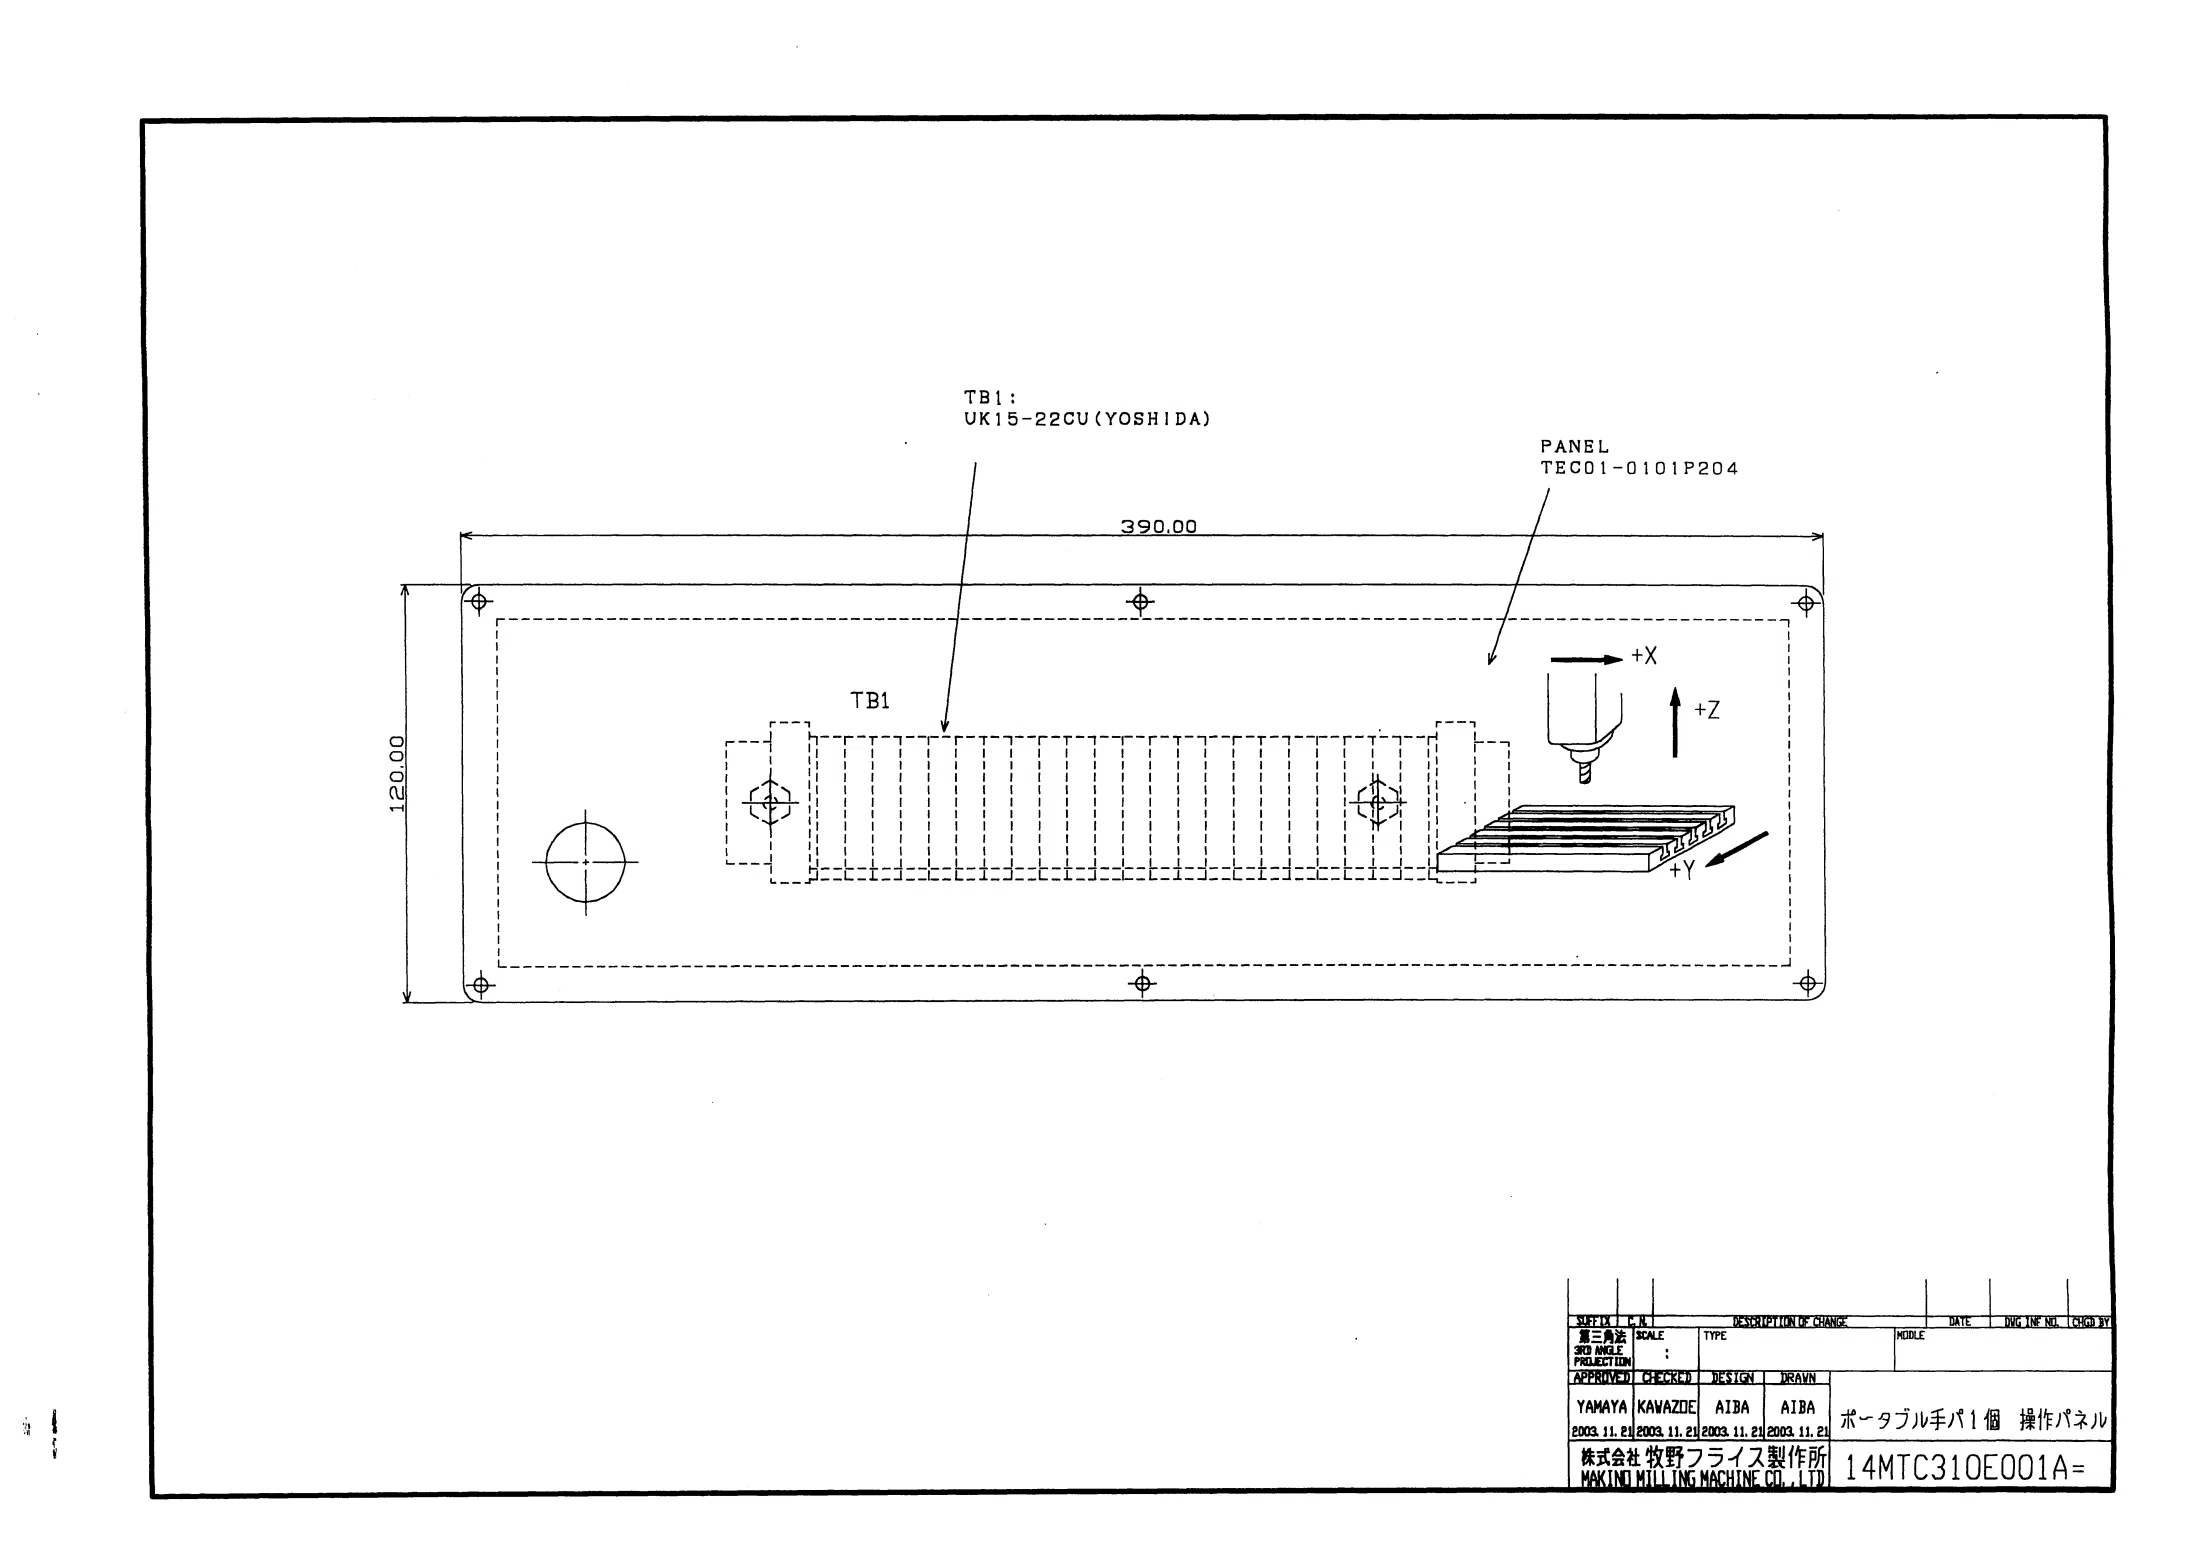 TB1:
UK15-22CU(YOSHIDA)
PANEL
TEC01-0101P204
390.00
120.00
TB1
+X
+Z
+Y
SUFFIX C.N. DESCRIPTION OF CHANGE DATE DWG INF NO. CHGD BY
第三角法 SCALE TYPE MODLE
3RD ANGLE :
PROJECTION
APPROVED CHECKED DESIGN DRAWN
YAMAYA KAWAZOE AIBA AIBA
2003.11.21 2003.11.21 2003.11.21 2003.11.21
ポータブル手パ1個 操作パネル
株式会社 牧野フライス製作所
MAKINO MILLING MACHINE CO.,LTD
14MTC310E001A=